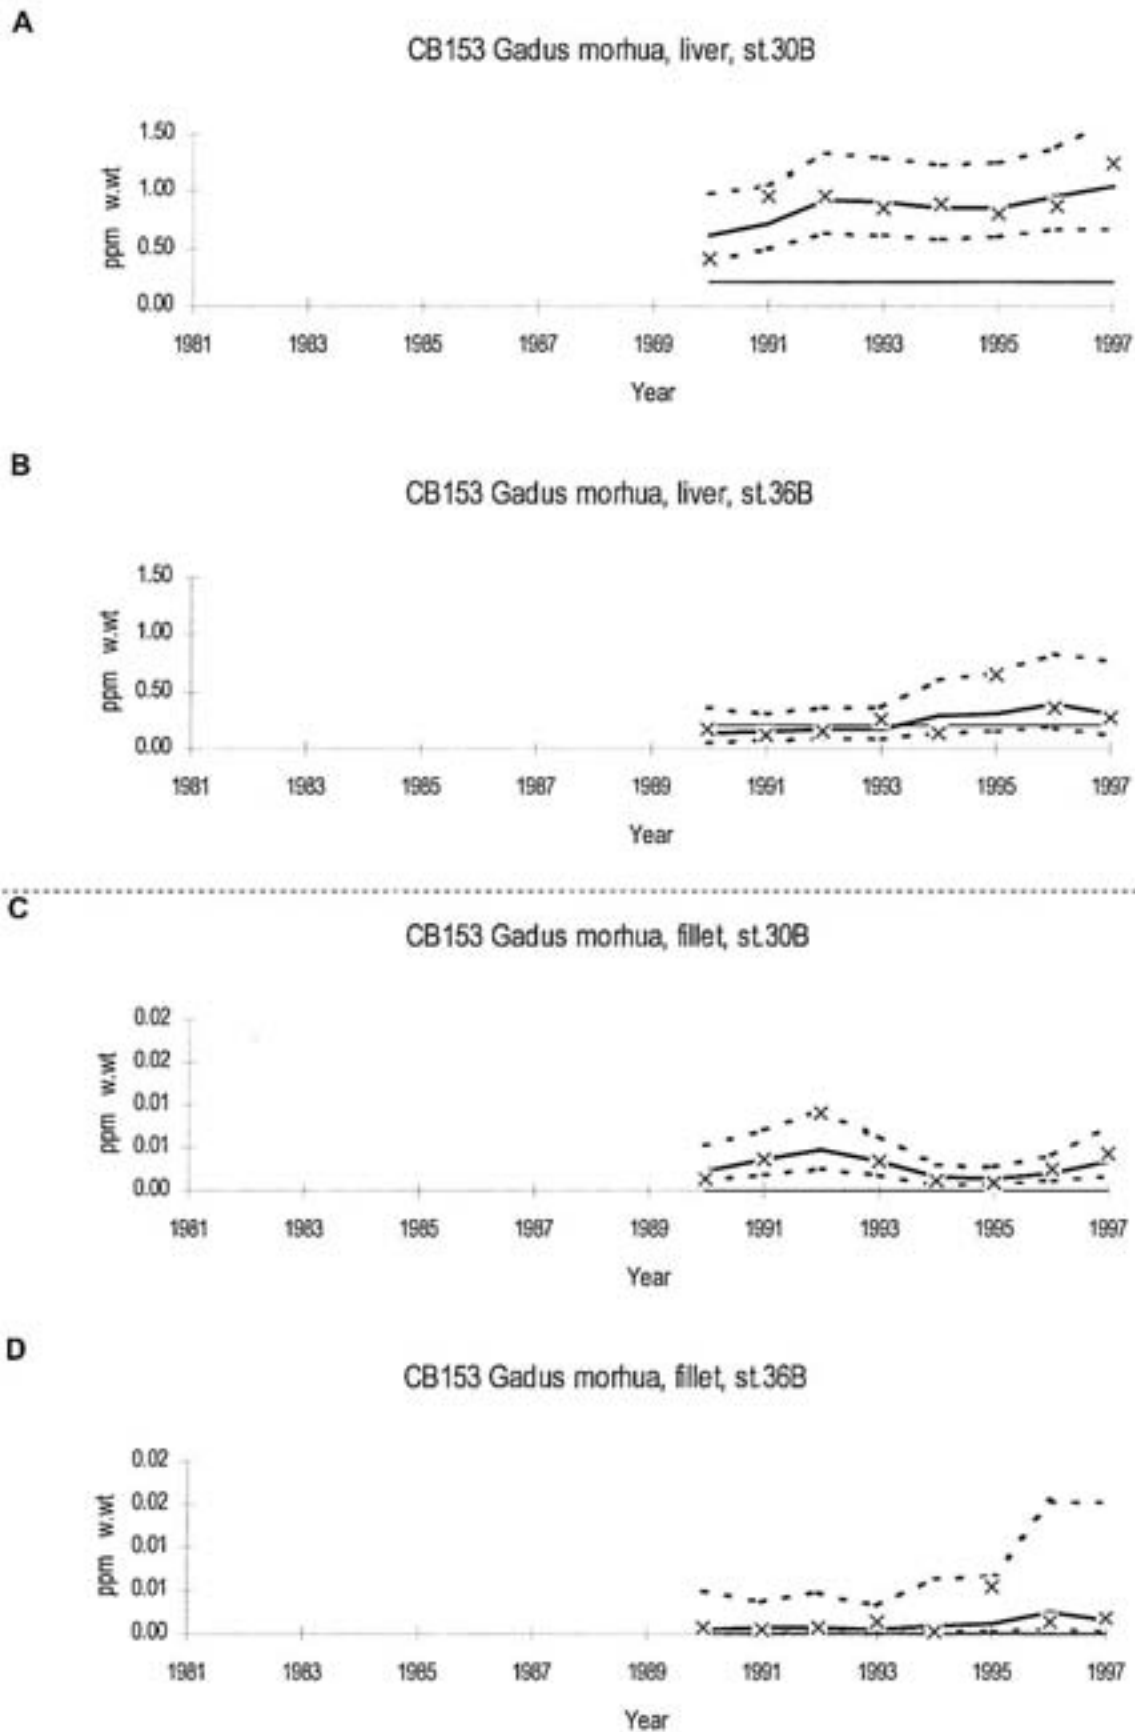 A
CB153 Gadus morhua, liver, st.30B
1.50
1.00
0.50
0.00
ppm w.wt
1981 1983 1985 1987 1989 1991 1993 1995 1997
Year
B
CB153 Gadus morhua, liver, st.36B
1.50
1.00
0.50
0.00
ppm w.wt
1981 1983 1985 1987 1989 1991 1993 1995 1997
Year
C
CB153 Gadus morhua, fillet, st.30B
0.02
0.02
0.01
0.01
0.00
ppm w.wt
1981 1983 1985 1987 1989 1991 1993 1995 1997
Year
D
CB153 Gadus morhua, fillet, st.36B
0.02
0.02
0.01
0.01
0.00
ppm w.wt
1981 1983 1985 1987 1989 1991 1993 1995 1997
Year